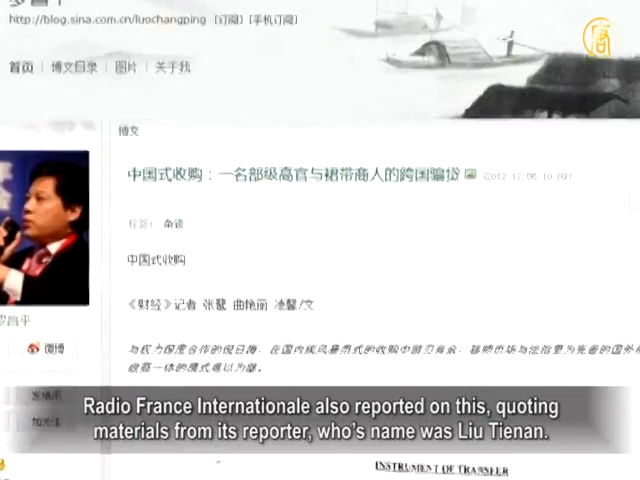 http://blog.sina.com.cn/luochangping [订阅] [手机订阅]
首页 | 博文目录 | 图片 | 关于我
博文
中国式收购：一名部级高官与裙带商人的跨国骗贷 (2012-12-06 10:09)
标签： 杂谈
中国式收购
《财经》记者 张鹭 曲艳丽 凌馨/文
罗昌平
微博
Radio France Internationale also reported on this, quoting
materials from its reporter, who's name was Liu Tienan.
INSTRUMENT OF TRANSFER